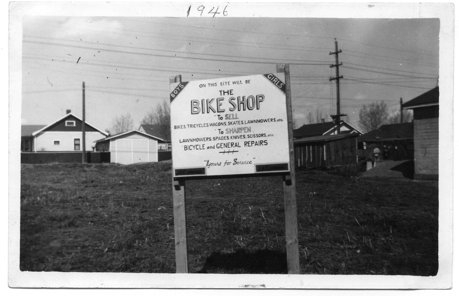 1946
BOYS GIRLS
ON THIS SITE WILL BE
THE
BIKE SHOP
To SELL
BIKES, TRICYCLES, WAGONS, SKATES, LAWNMOWERS, ETC.
To SHARPEN
LAWNMOWERS, SPADES, KNIVES, SCISSORS, ETC.
BICYCLE and GENERAL REPAIRS
"Yours for Service"